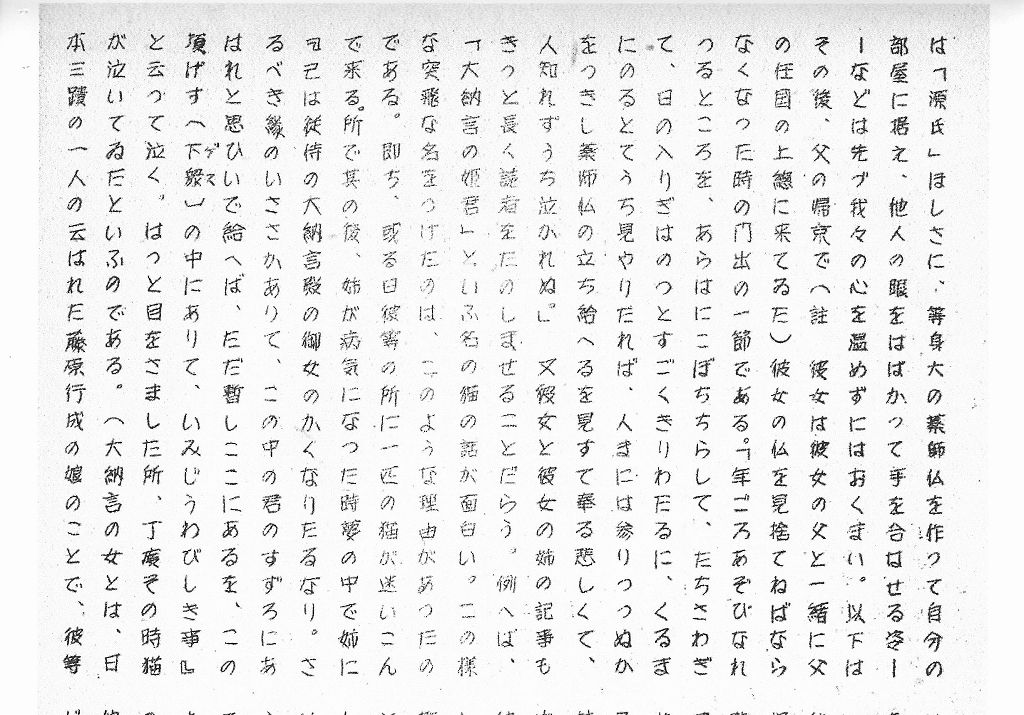 は「源氏」ほしさに、等身大の薬師仏を作って自分の
部屋に据え、他人の眼をはばかって手を合なせる姿ー
ーなどは先づ我々の心を温めずにはおくまい。以下は
その後、父の帰京で（註　彼女は彼女の父と一緒に父
の任国の上總に来てゐた）彼女の仏を見捨てねばなら
なくなった時の門出の一節である。「年ごろあそびなれ
つるところを、あらはにこぼちちらして、たちさわぎ
て、日の入りぎはのつとすごくきりわたるに、くるま
にのるとてうち見やりたれば、人まには参りつつぬか
をつきし薬師仏の立ち給へるを見すて奉る悲しくて、
人知れずうち泣かれぬ。」　又彼女と彼女の姉の記事も
きっと長く読者をたのしませることだらう。例へば、
「大納言の姫君」といふ名の猫の話が面白い。この様
な突飛な名をつけたのは、このような理由があつたの
である。即ち、或る日彼等の所に一匹の猫が迷いこん
で来る。所で其の後、姉が病気になつた時夢の中で姉に
『己は従侍の大納言殿の御女のかくなりたるなり。さ
るべき縁のいささかありて、この中の君のすずろにあ
はれと思ひいで給へば、ただ暫しここにあるを、この
頃げす（下衆）の中にありて、いみじうわびしき事』
ゲス
と云って泣く。はっと目をさました所、丁度その時猫
が泣いてゐだといふのである。（大納言の女とは、日
本三蹟の一人の云はれた藤原行成の娘のことで、彼等